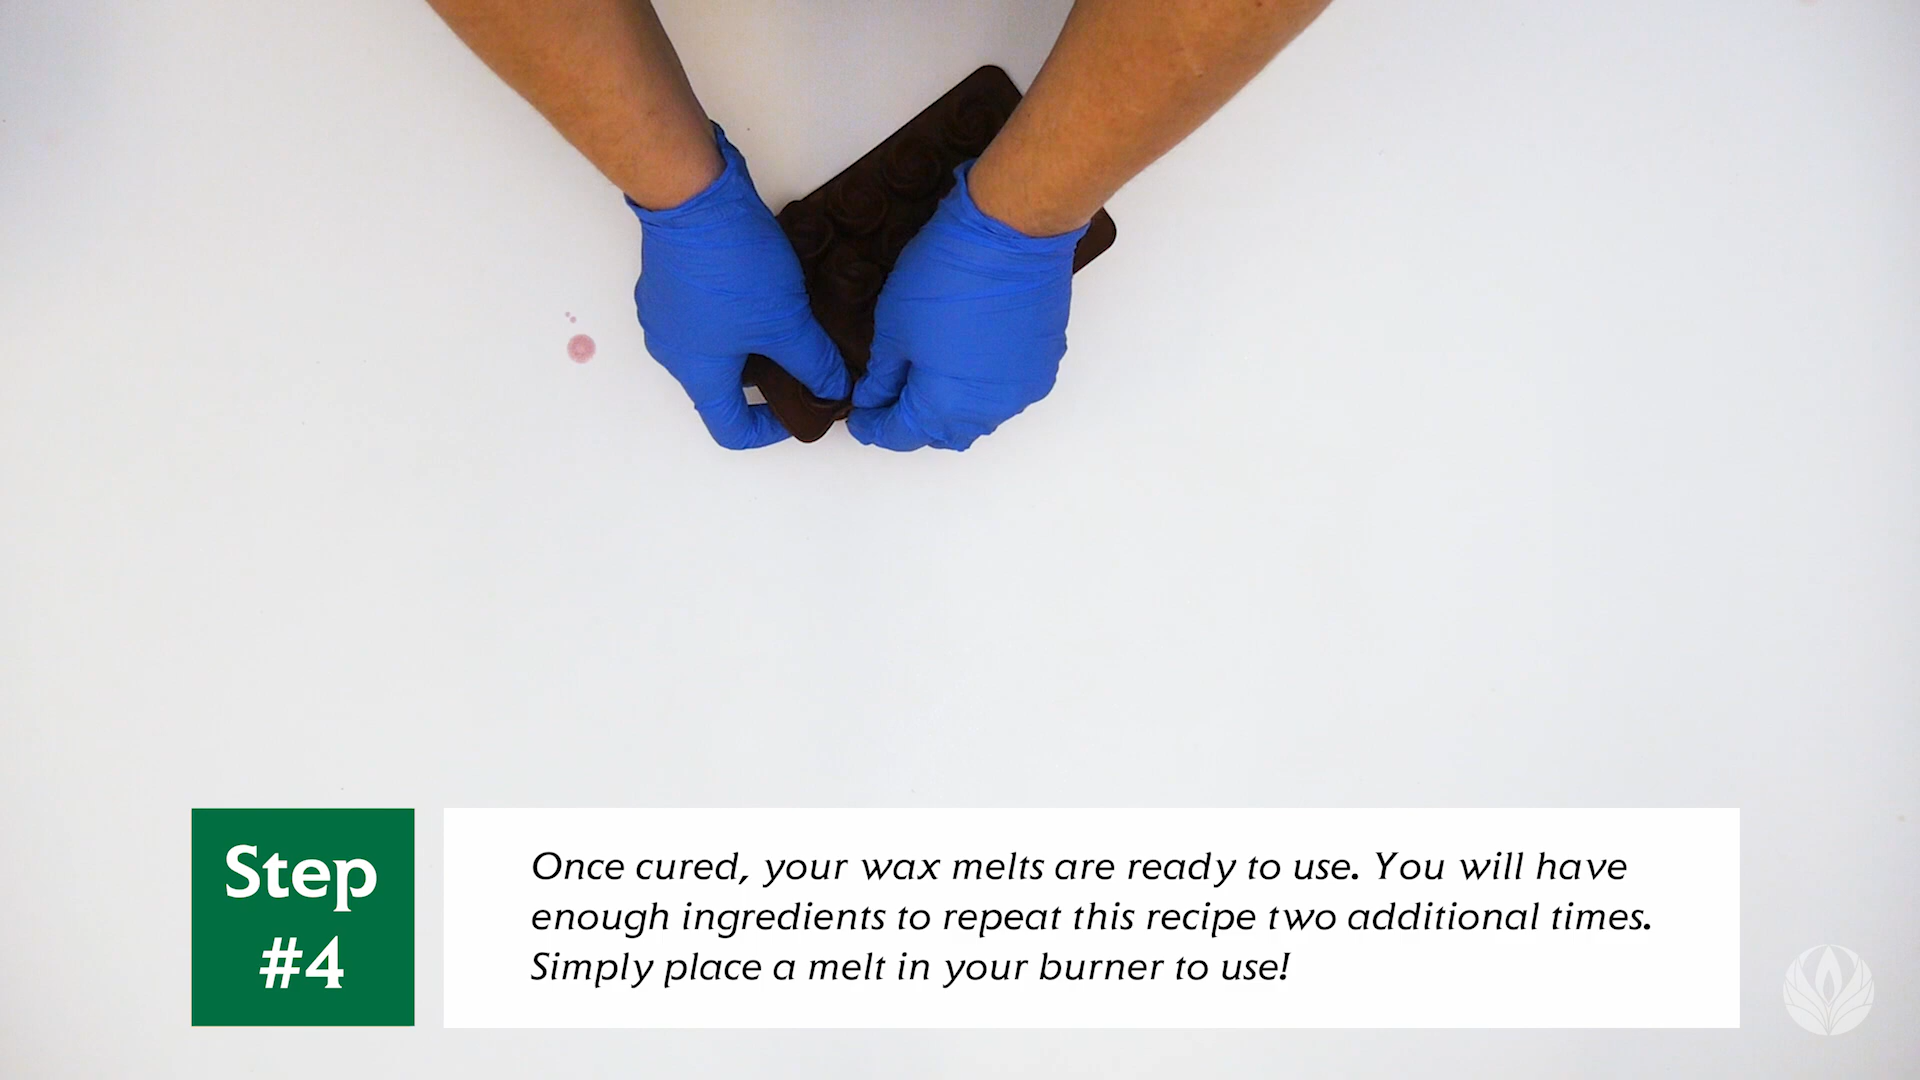 Step
#4
Once cured, your wax melts are ready to use. You will have
enough ingredients to repeat this recipe two additional times.
Simply place a melt in your burner to use!